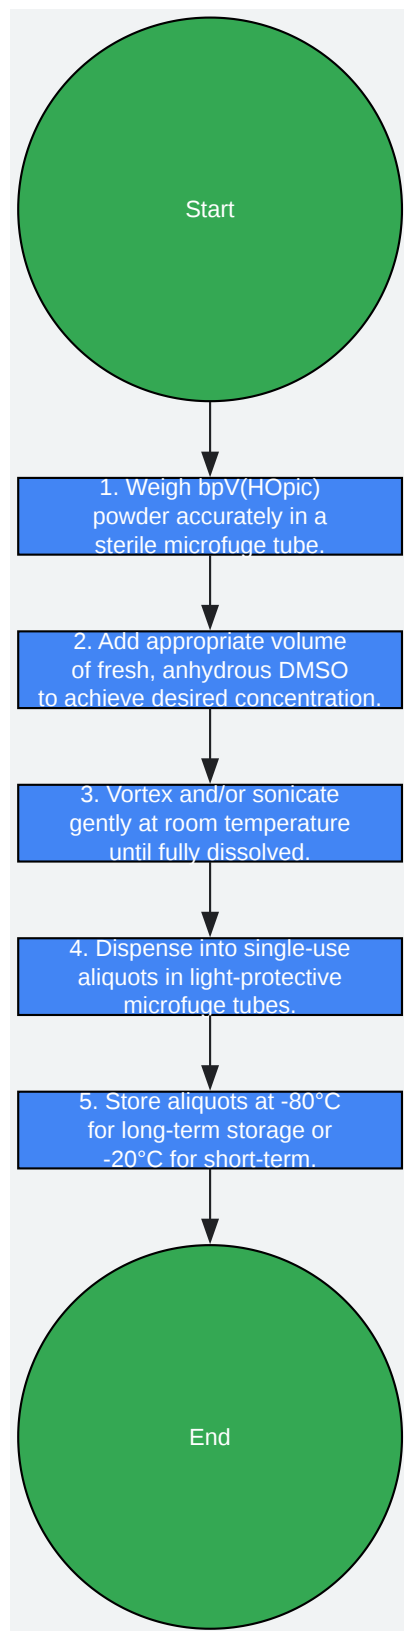 Start
1. Weigh bpV(HOpic)
powder accurately in a
sterile microfuge tube.
2. Add appropriate volume
of fresh, anhydrous DMSO
to achieve desired concentration.
3. Vortex and/or sonicate
gently at room temperature
until fully dissolved.
4. Dispense into single-use
aliquots in light-protective
microfuge tubes.
5. Store aliquots at -80°C
for long-term storage or
-20°C for short-term.
End